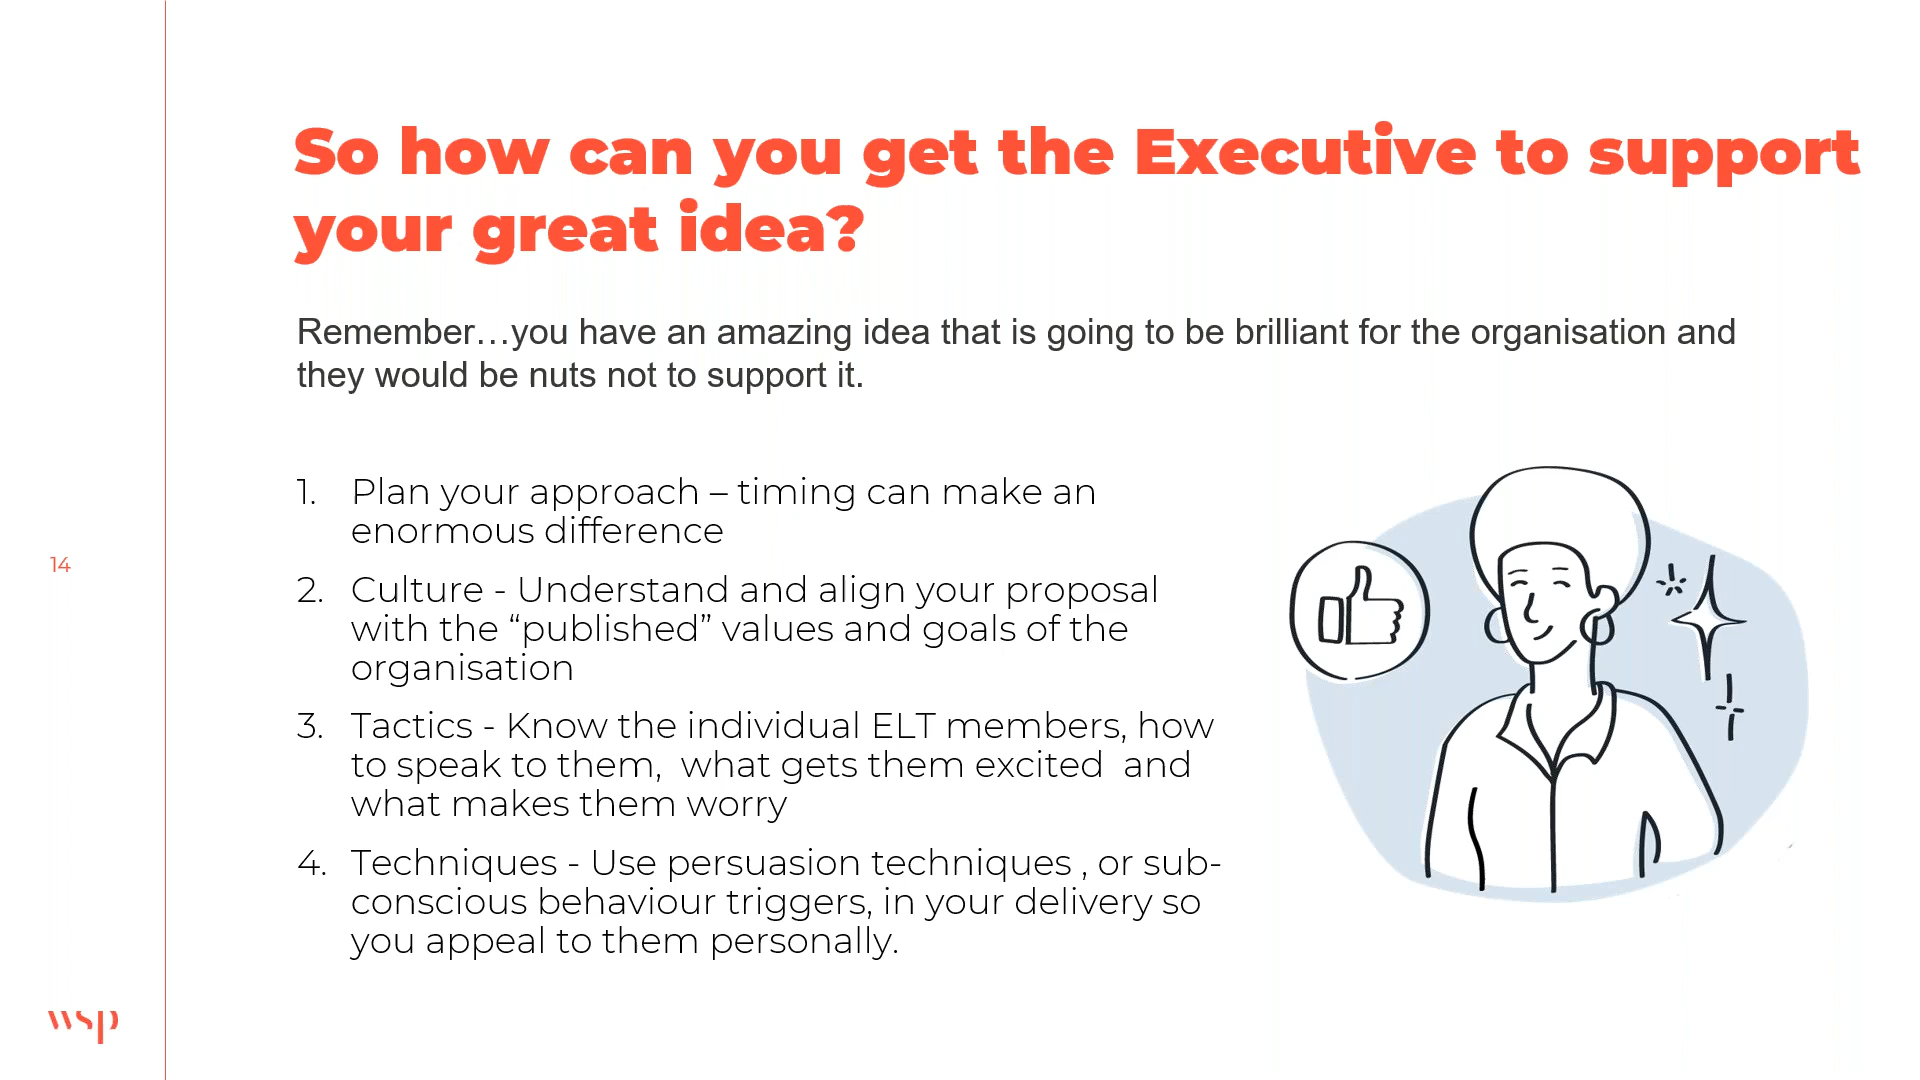 So how can you get the Executive to support
your great idea?
Remember…you have an amazing idea that is going to be brilliant for the organisation and
they would be nuts not to support it.
1. Plan your approach – timing can make an
enormous difference
2. Culture - Understand and align your proposal
with the “published” values and goals of the
organisation
3. Tactics - Know the individual ELT members, how
to speak to them,  what gets them excited  and
what makes them worry
4. Techniques - Use persuasion techniques , or sub-
conscious behaviour triggers, in your delivery so
you appeal to them personally.
14
wsp